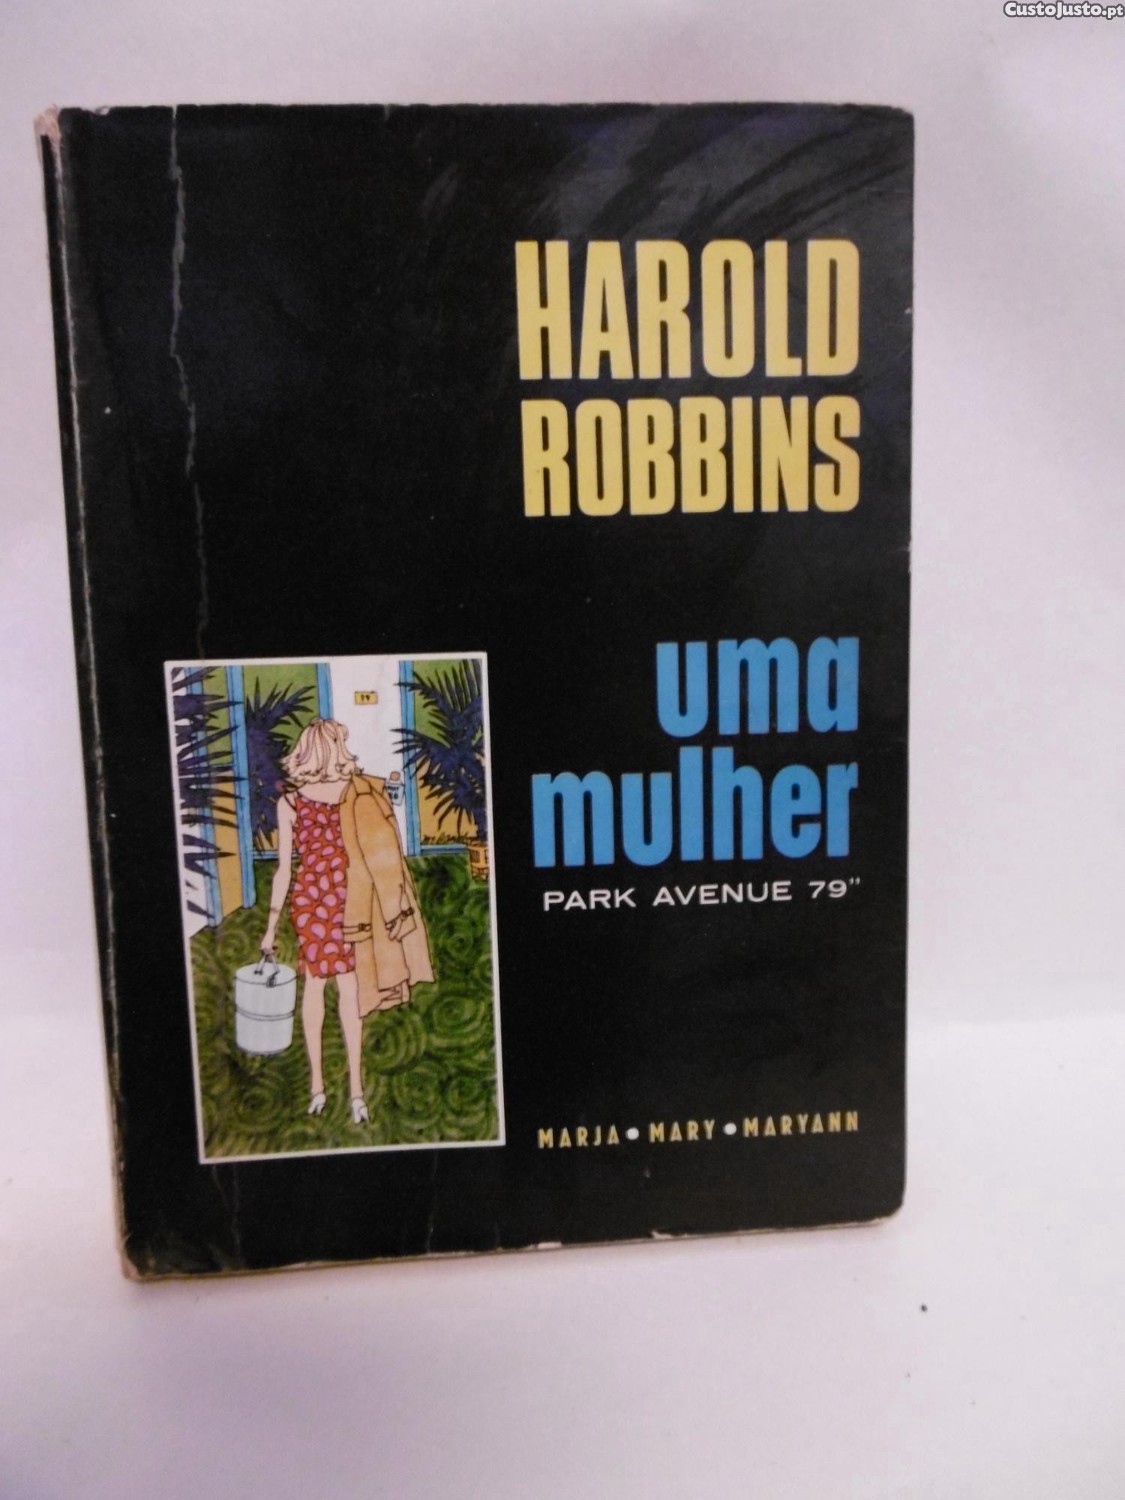 CustoJusto.pt
HAROLD
ROBBINS
uma
mulher
PARK AVENUE 79"
MARJA • MARY • MARYANN